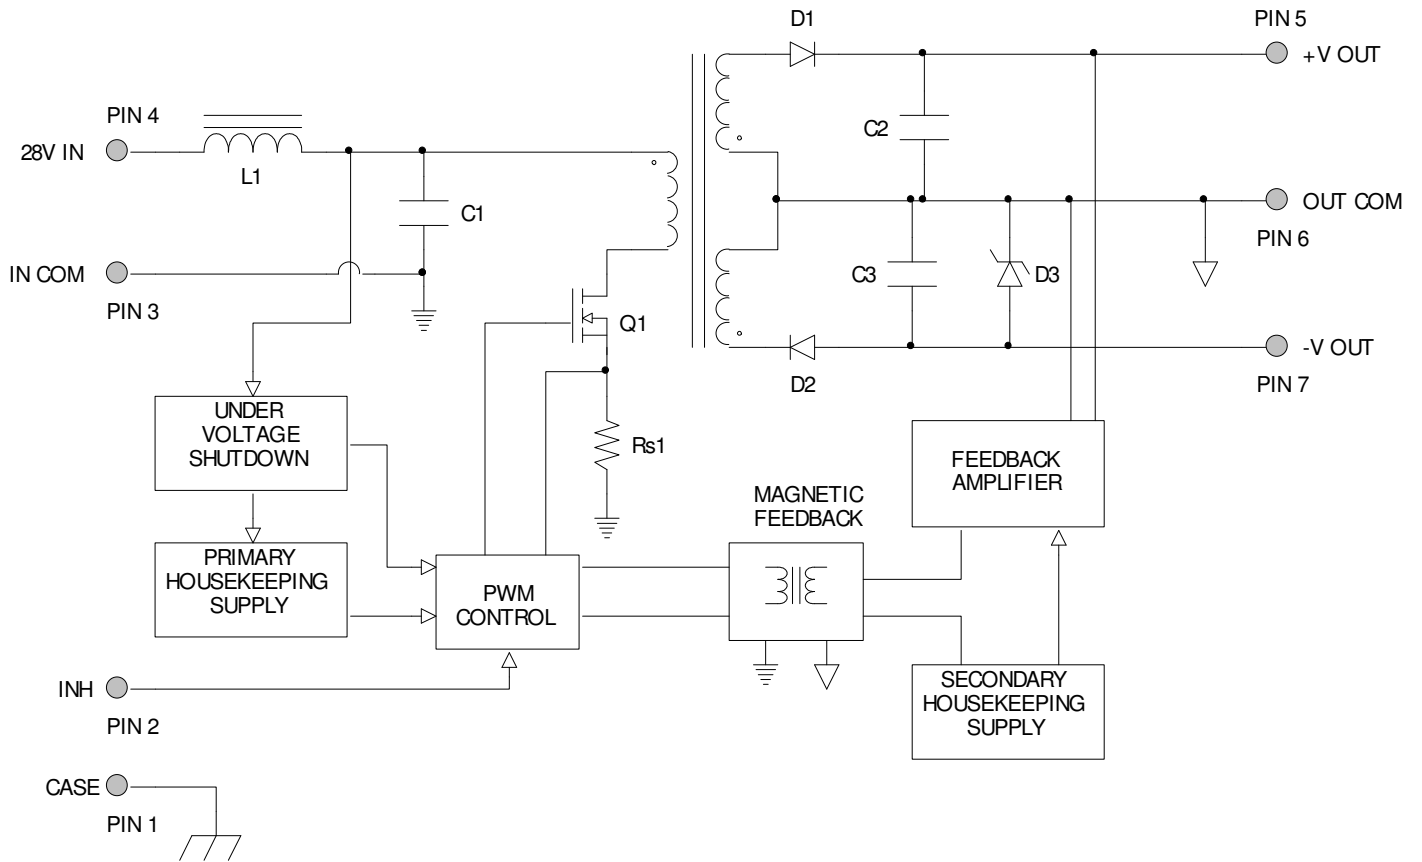 D1
PIN 5
+V OUT
PIN 4
28V IN
L1
C1
C2
OUT COM
PIN 6
IN COM
PIN 3
C3
D3
Q1
-V OUT
PIN 7
D2
UNDER
VOLTAGE
SHUTDOWN
Rs1
FEEDBACK
AMPLIFIER
MAGNETIC
FEEDBACK
PRIMARY
HOUSEKEEPING
SUPPLY
PWM
CONTROL
INH
PIN 2
SECONDARY
HOUSEKEEPING
SUPPLY
CASE
PIN 1